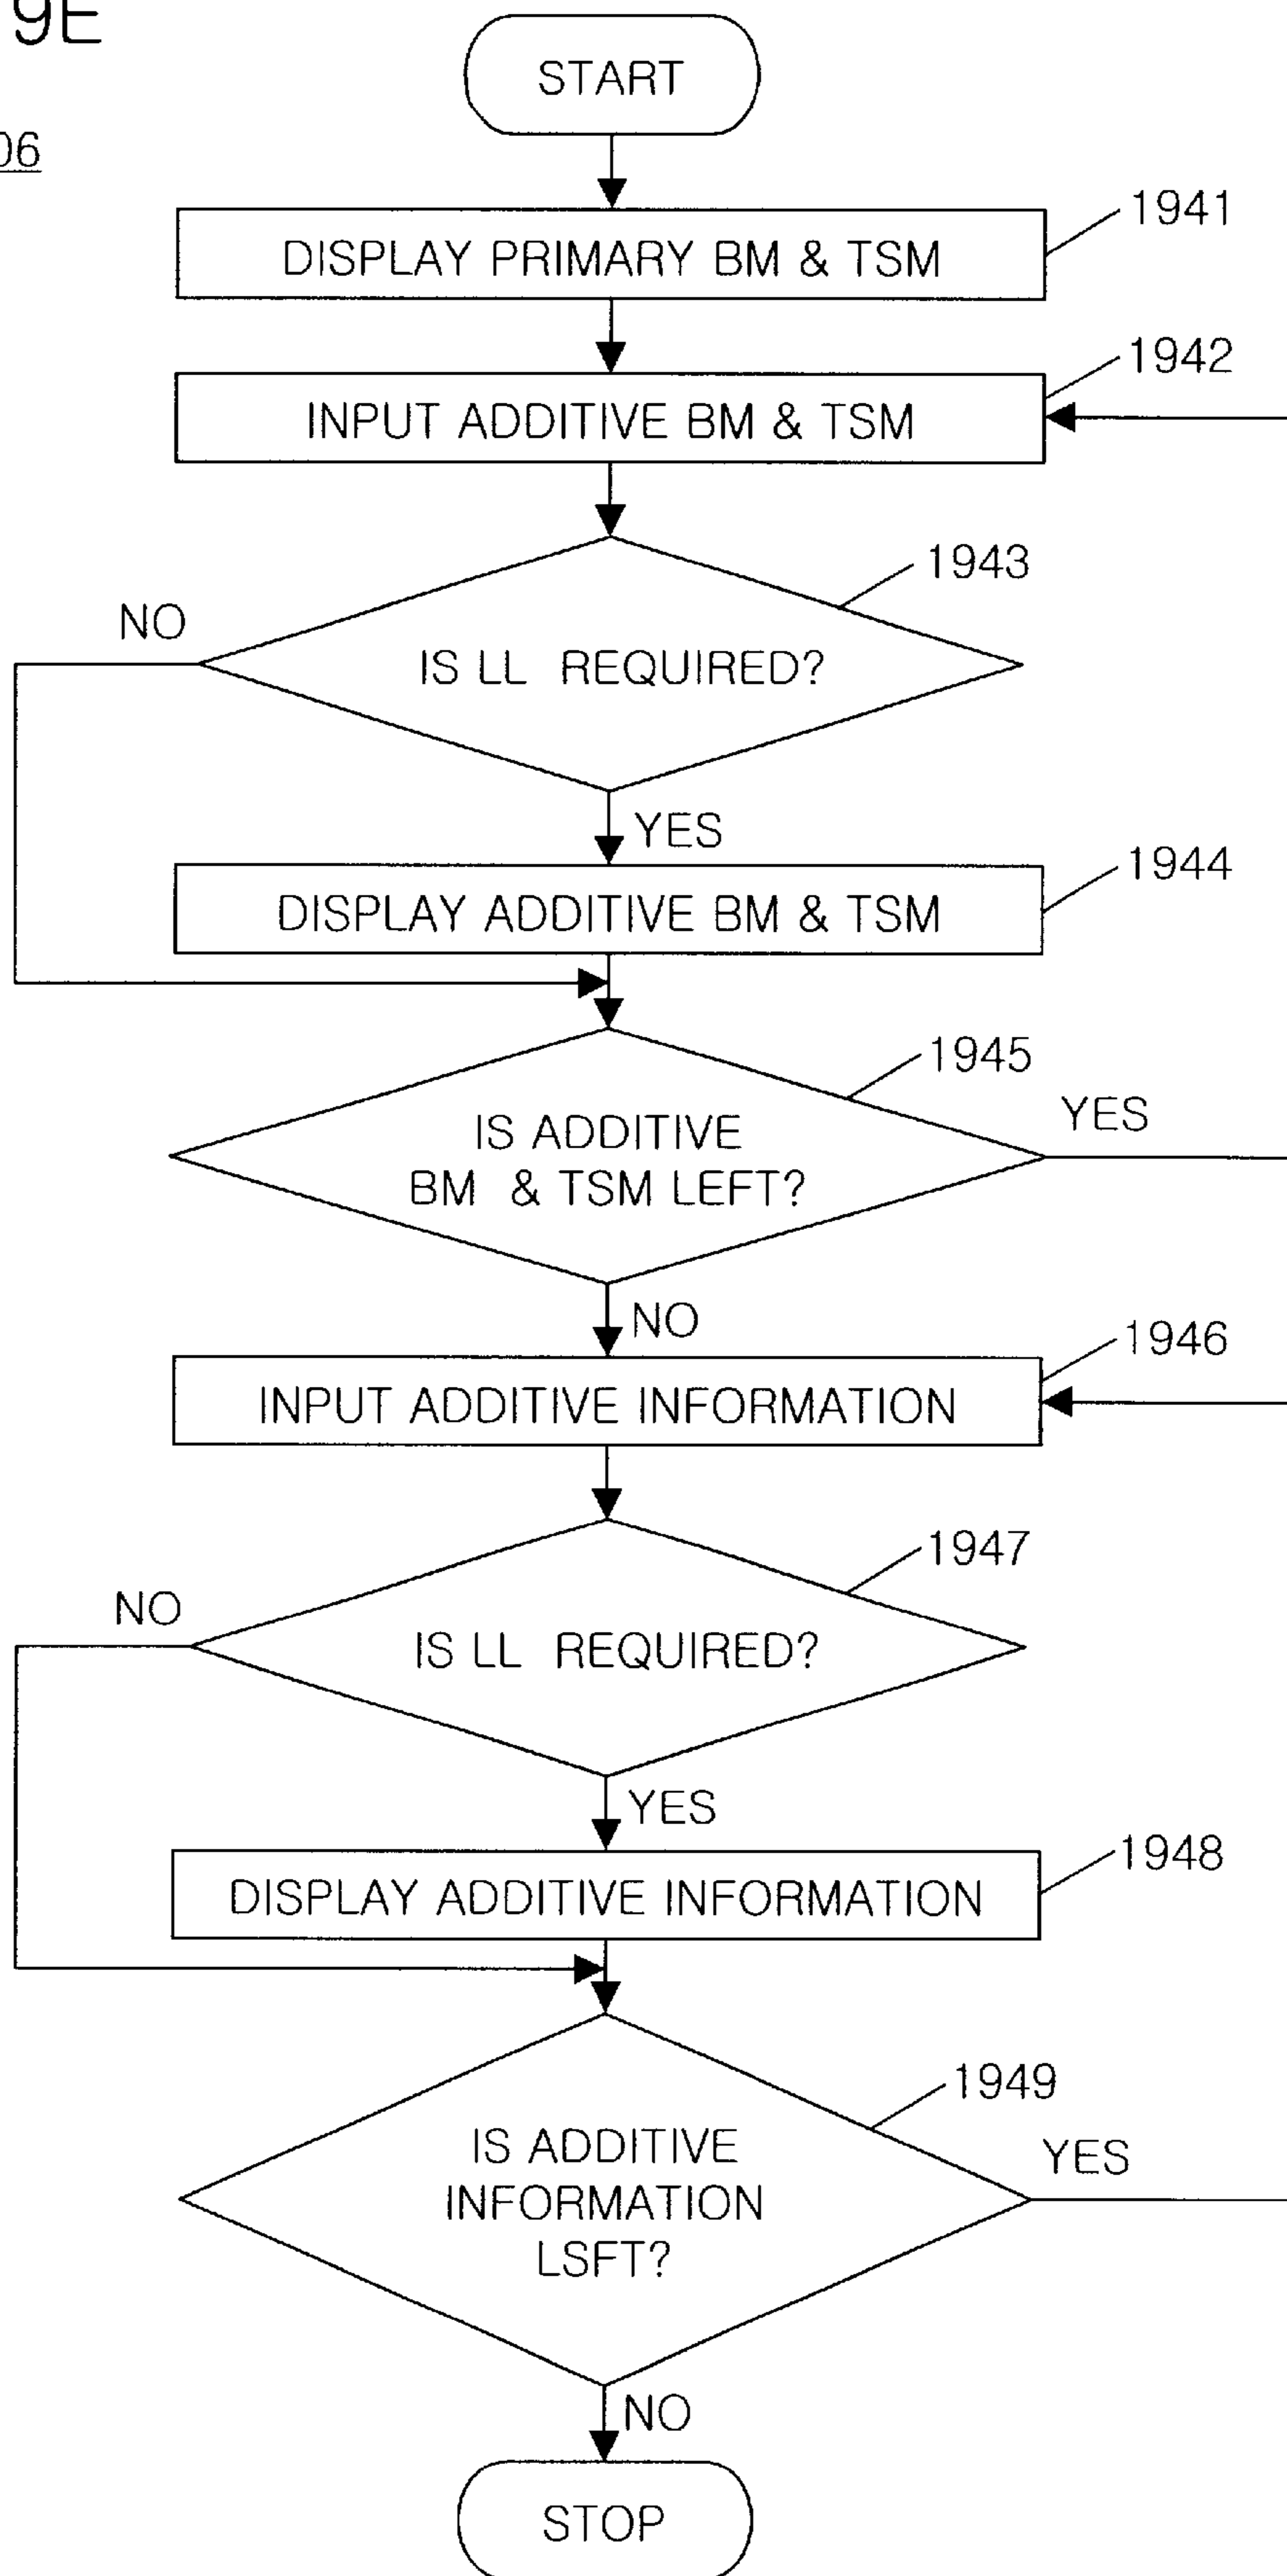 9E
06
START
1941
DISPLAY PRIMARY BM & TSM
1942
INPUT ADDITIVE BM & TSM
1943
NO
IS LL REQUIRED?
YES
1944
DISPLAY ADDITIVE BM & TSM
1945
YES
IS ADDITIVE
BM & TSM LEFT?
NO
1946
INPUT ADDITIVE INFORMATION
1947
NO
IS LL REQUIRED?
YES
1948
DISPLAY ADDITIVE INFORMATION
1949
YES
IS ADDITIVE
INFORMATION
LSFT?
NO
STOP